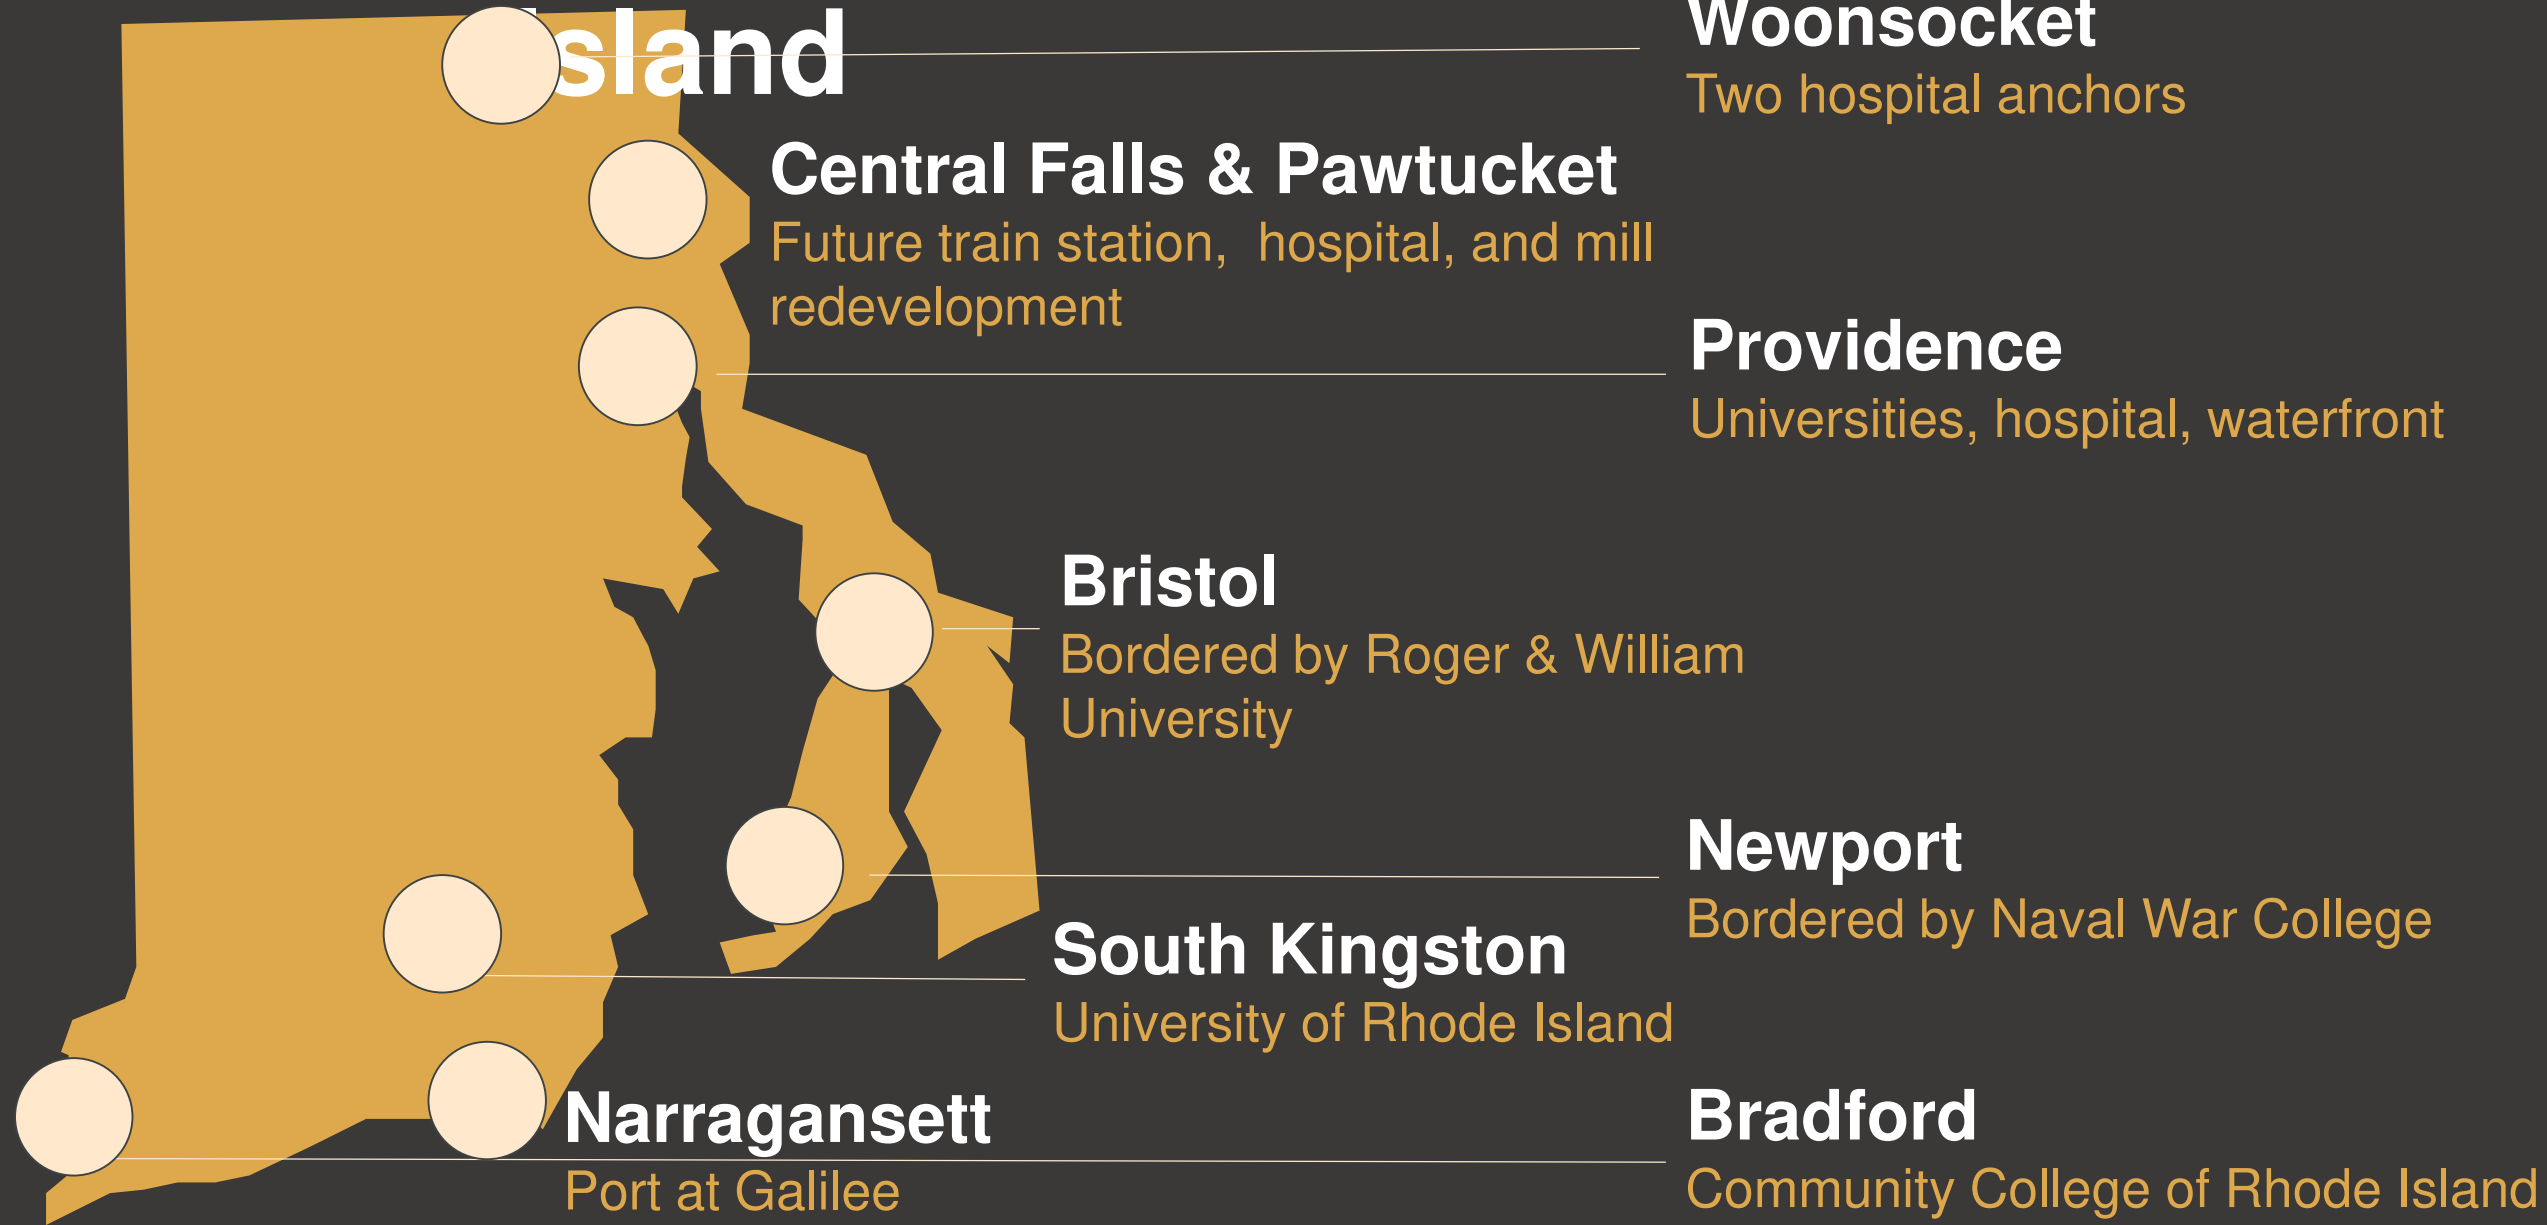 Island
Woonsocket
Two hospital anchors
Central Falls & Pawtucket
Future train station,  hospital, and mill
redevelopment
Providence
Universities, hospital, waterfront
Bristol
Bordered by Roger & William
University
Newport
Bordered by Naval War College
South Kingston
University of Rhode Island
Narragansett
Port at Galilee
Bradford
Community College of Rhode Island